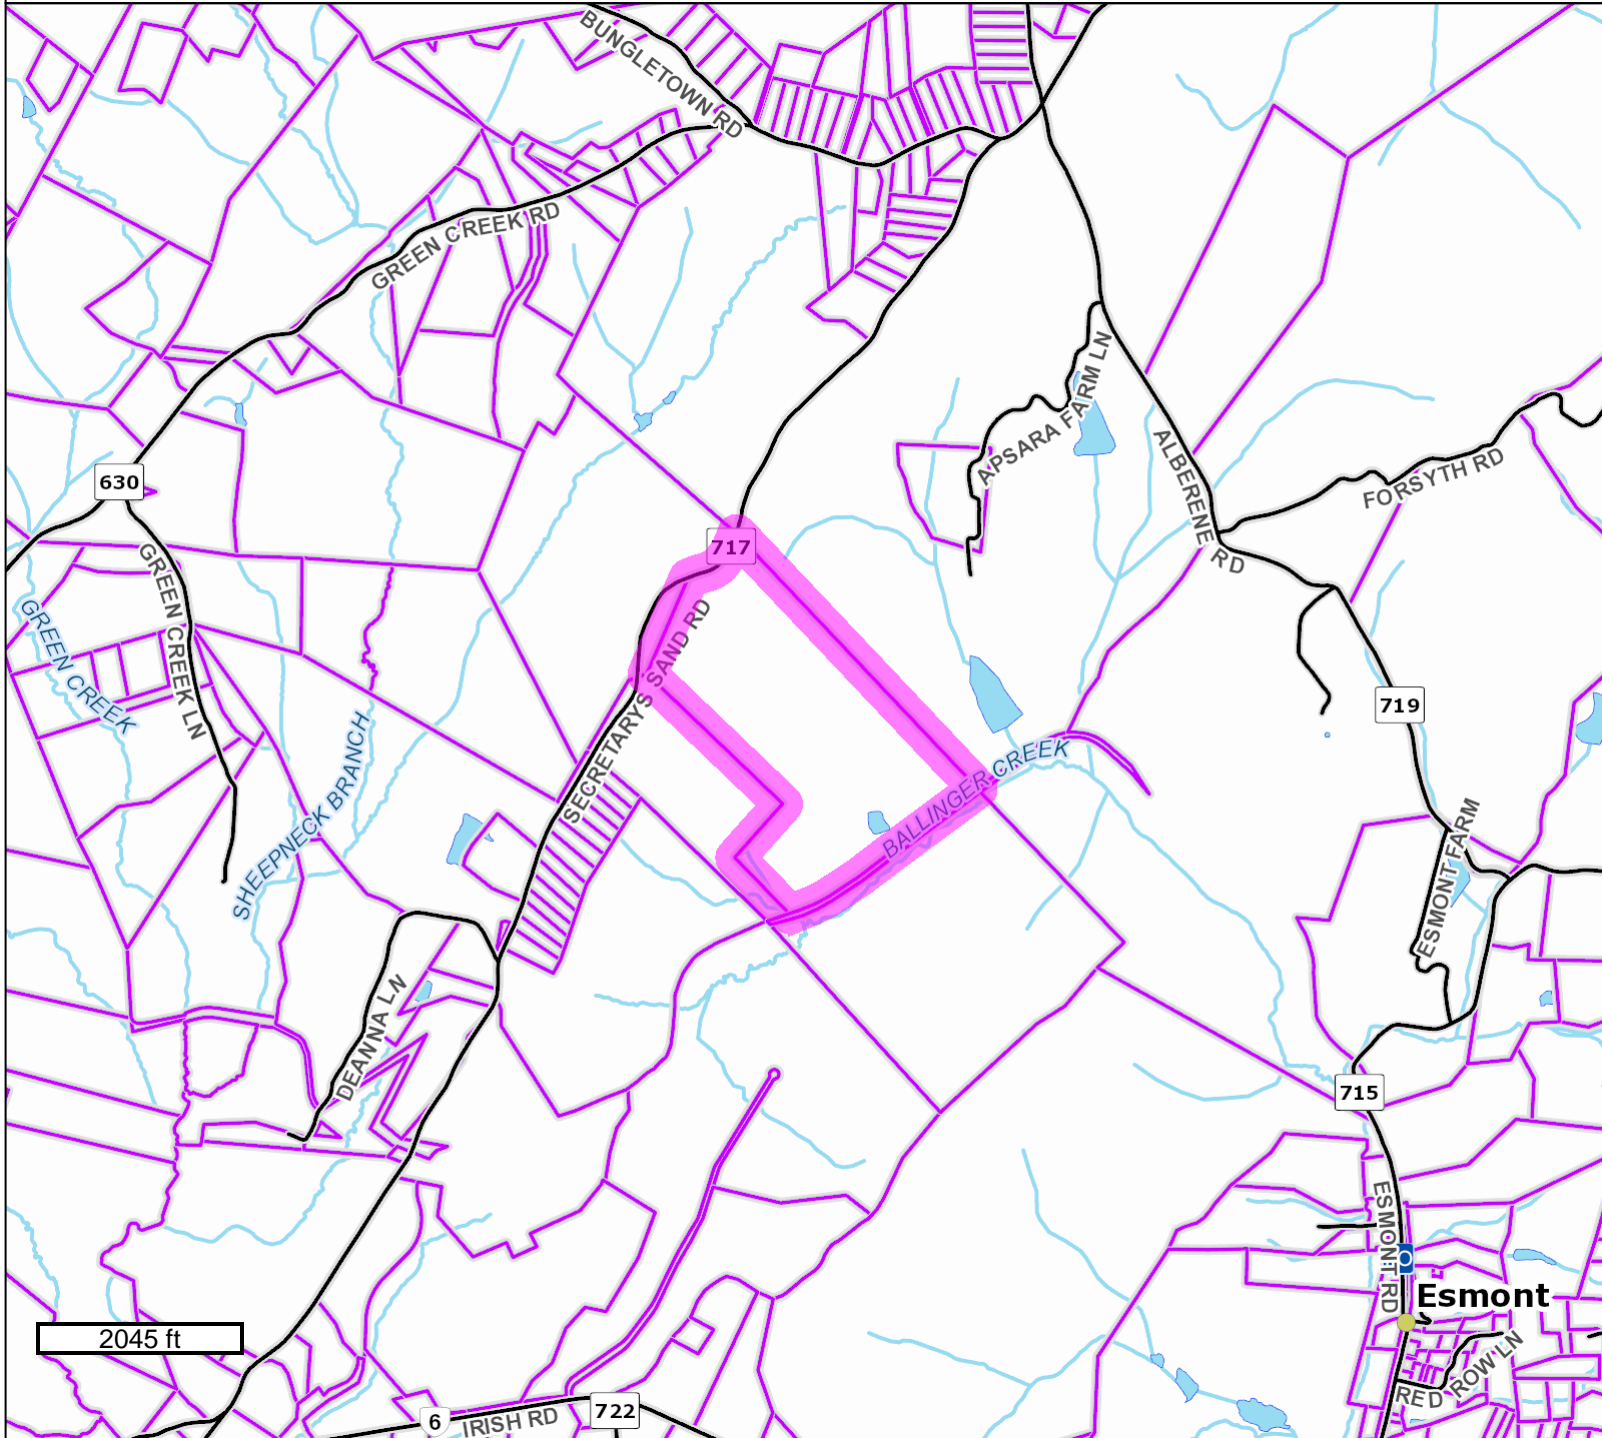 BUNGLETOWN RD
GREEN CREEK RD
APSARA FARM LN
ALBERENE RD
FORSYTH RD
630
717
GREEN CREEK LN
GREEN CREEK
SECRETARYS SAND RD
719
SHEEPNECK BRANCH
BALLINGER CREEK
ESMONT FARM
DEANNA LN
715
ESMONT RD
Esmont
2045 ft
RED ROW LN
6
IRISH RD
722